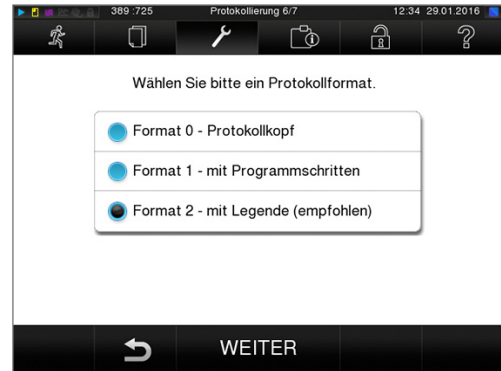 389 :725 Protokollierung 6/7 12:34 29.01.2016
Wählen Sie bitte ein Protokollformat.
Format 0 - Protokollkopf
Format 1 - mit Programmschritten
Format 2 - mit Legende (empfohlen)
WEITER